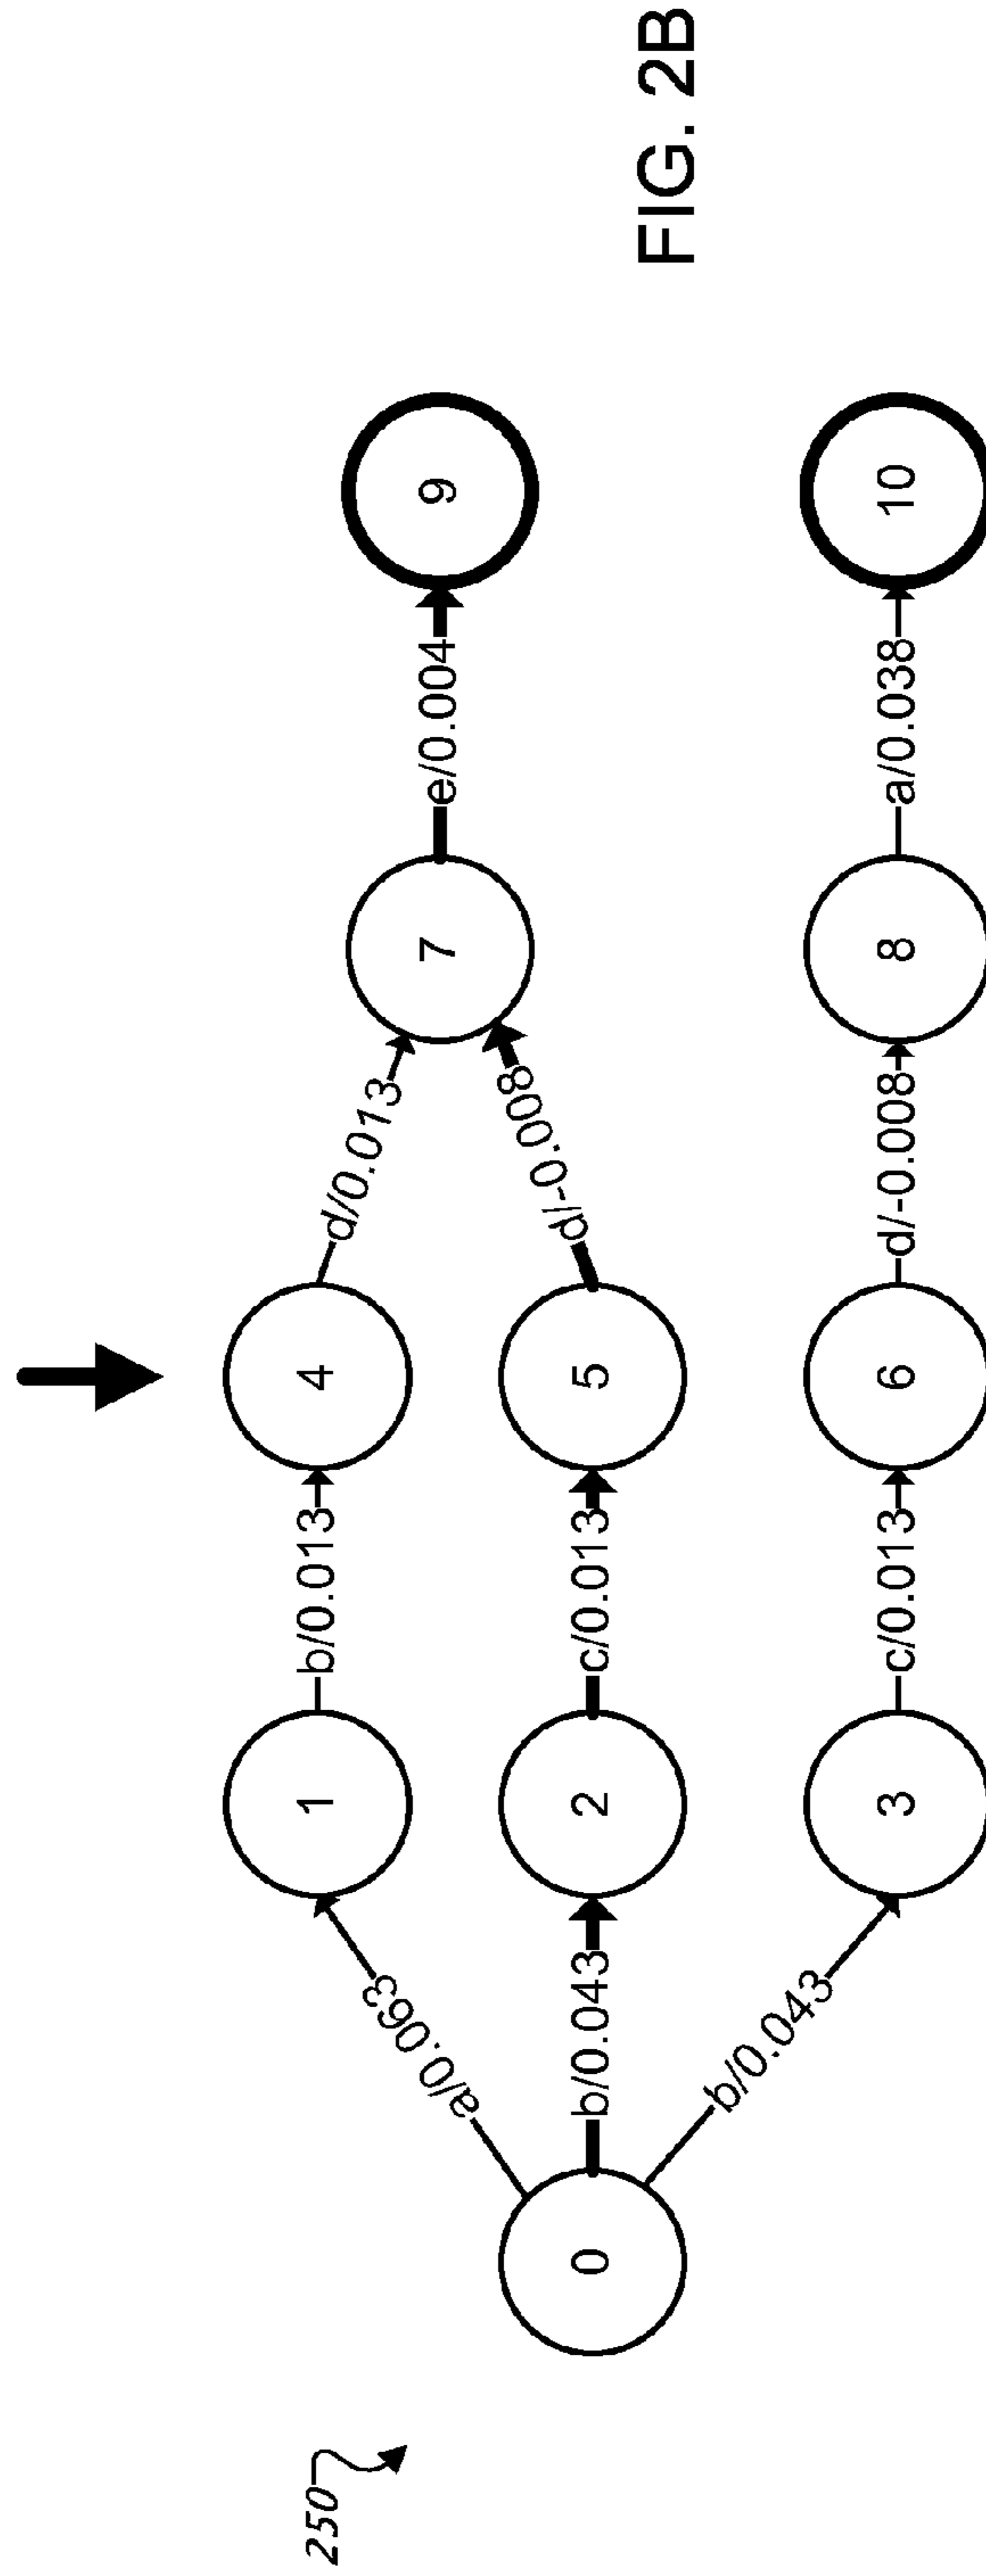 250
0
a/0.063
b/0.043
b/0.043
1
2
3
b/0.013
c/0.013
c/0.013
4
5
6
d/0.013
d/-0.008
d/-0.008
7
8
e/0.004
a/0.038
9
10
FIG. 2B